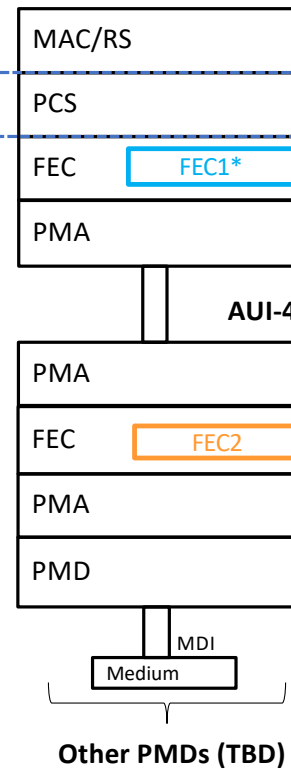 MAC/RS
PCS
FEC
FEC1*
PMA
AUI-4
PMA
FEC
FEC2
PMA
PMD
MDI
Medium
Other PMDs (TBD)